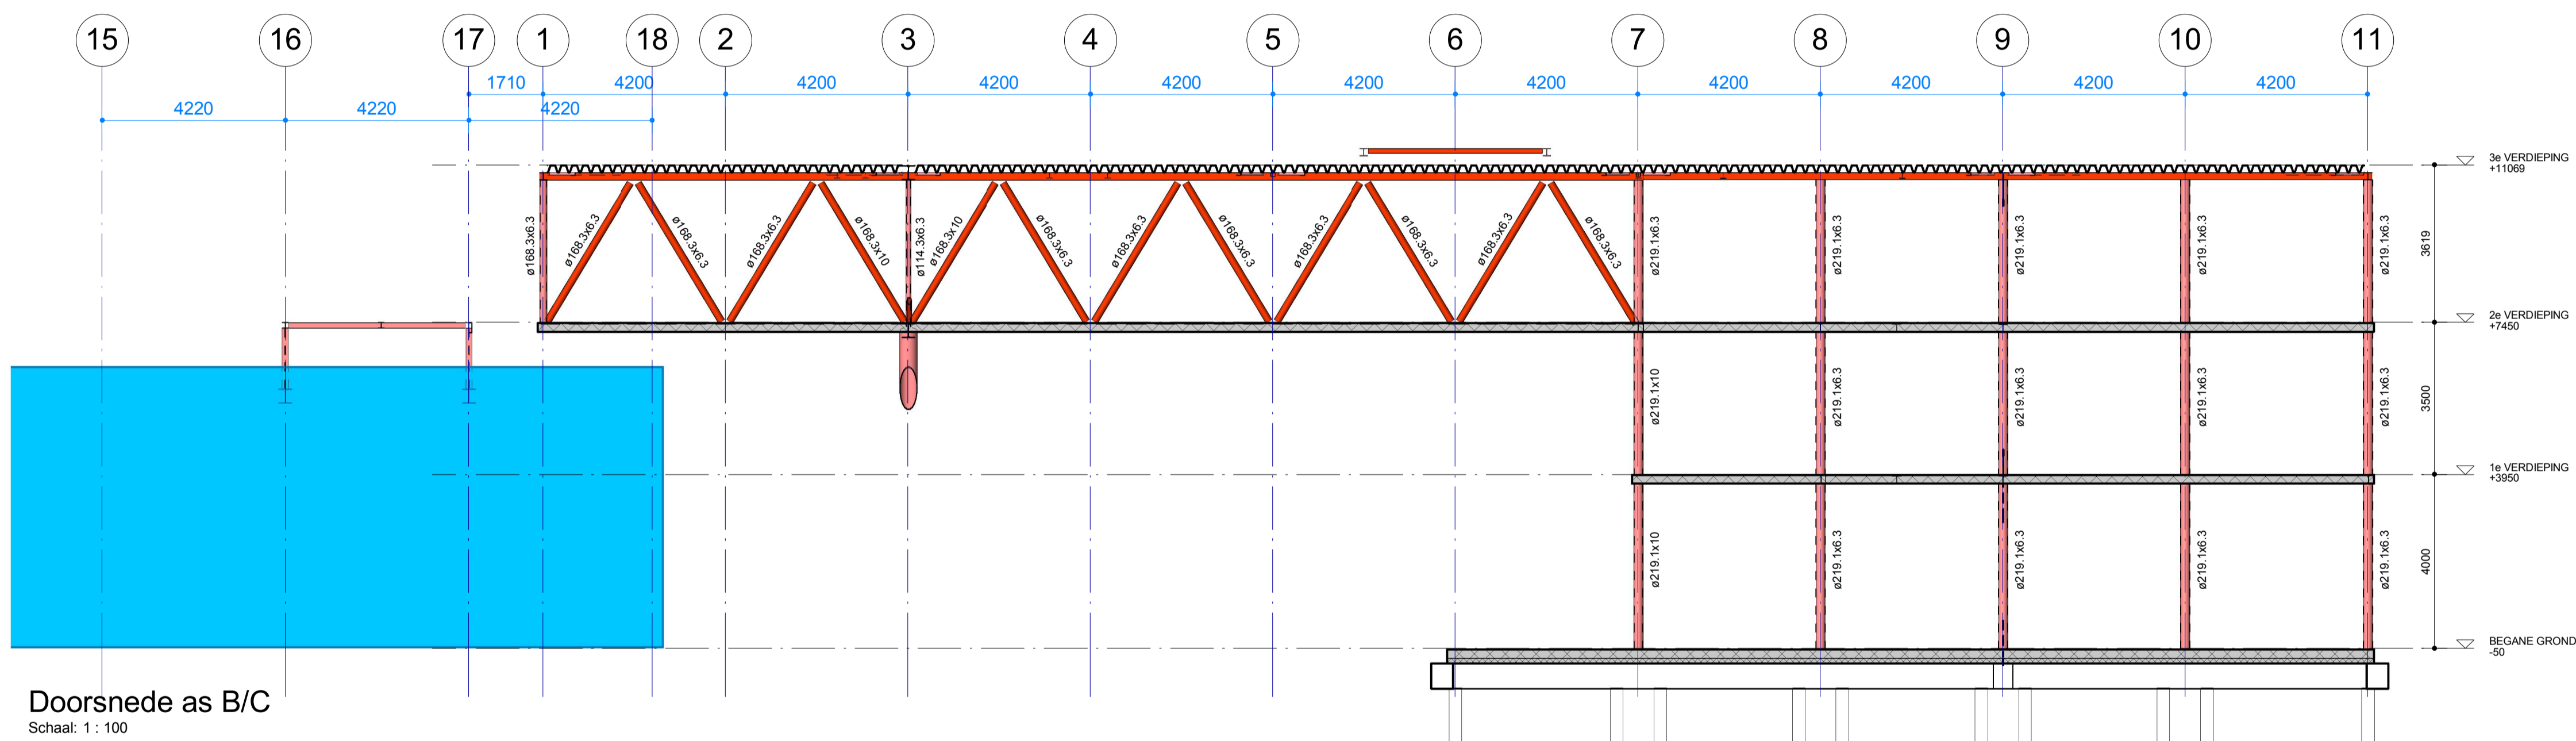 15 16 17 1 18 2 3 4 5 6 7 8 9 10 11
1710 4200 4200 4200 4200 4200 4200 4200 4200 4200 4200
4220 4220 4220
3e VERDIEPING
+11069
ø168.3x6.3 ø168.3x6.3 ø168.3x6.3 ø168.3x6.3 ø168.3x10 ø114.3x6.3 ø168.3x10 ø168.3x6.3 ø168.3x6.3 ø168.3x6.3 ø168.3x6.3 ø168.3x6.3 ø168.3x6.3 ø168.3x6.3 ø219.1x6.3 ø219.1x6.3 ø219.1x6.3 ø219.1x6.3 ø219.1x6.3 3619
2e VERDIEPING
+7450
ø219.1x10 ø219.1x6.3 ø219.1x6.3 ø219.1x6.3 ø219.1x6.3 3500
1e VERDIEPING
+3950
ø219.1x10 ø219.1x6.3 ø219.1x6.3 ø219.1x6.3 ø219.1x6.3 4000
BEGANE GROND
-50
Doorsnede as B/C
Schaal: 1 : 100